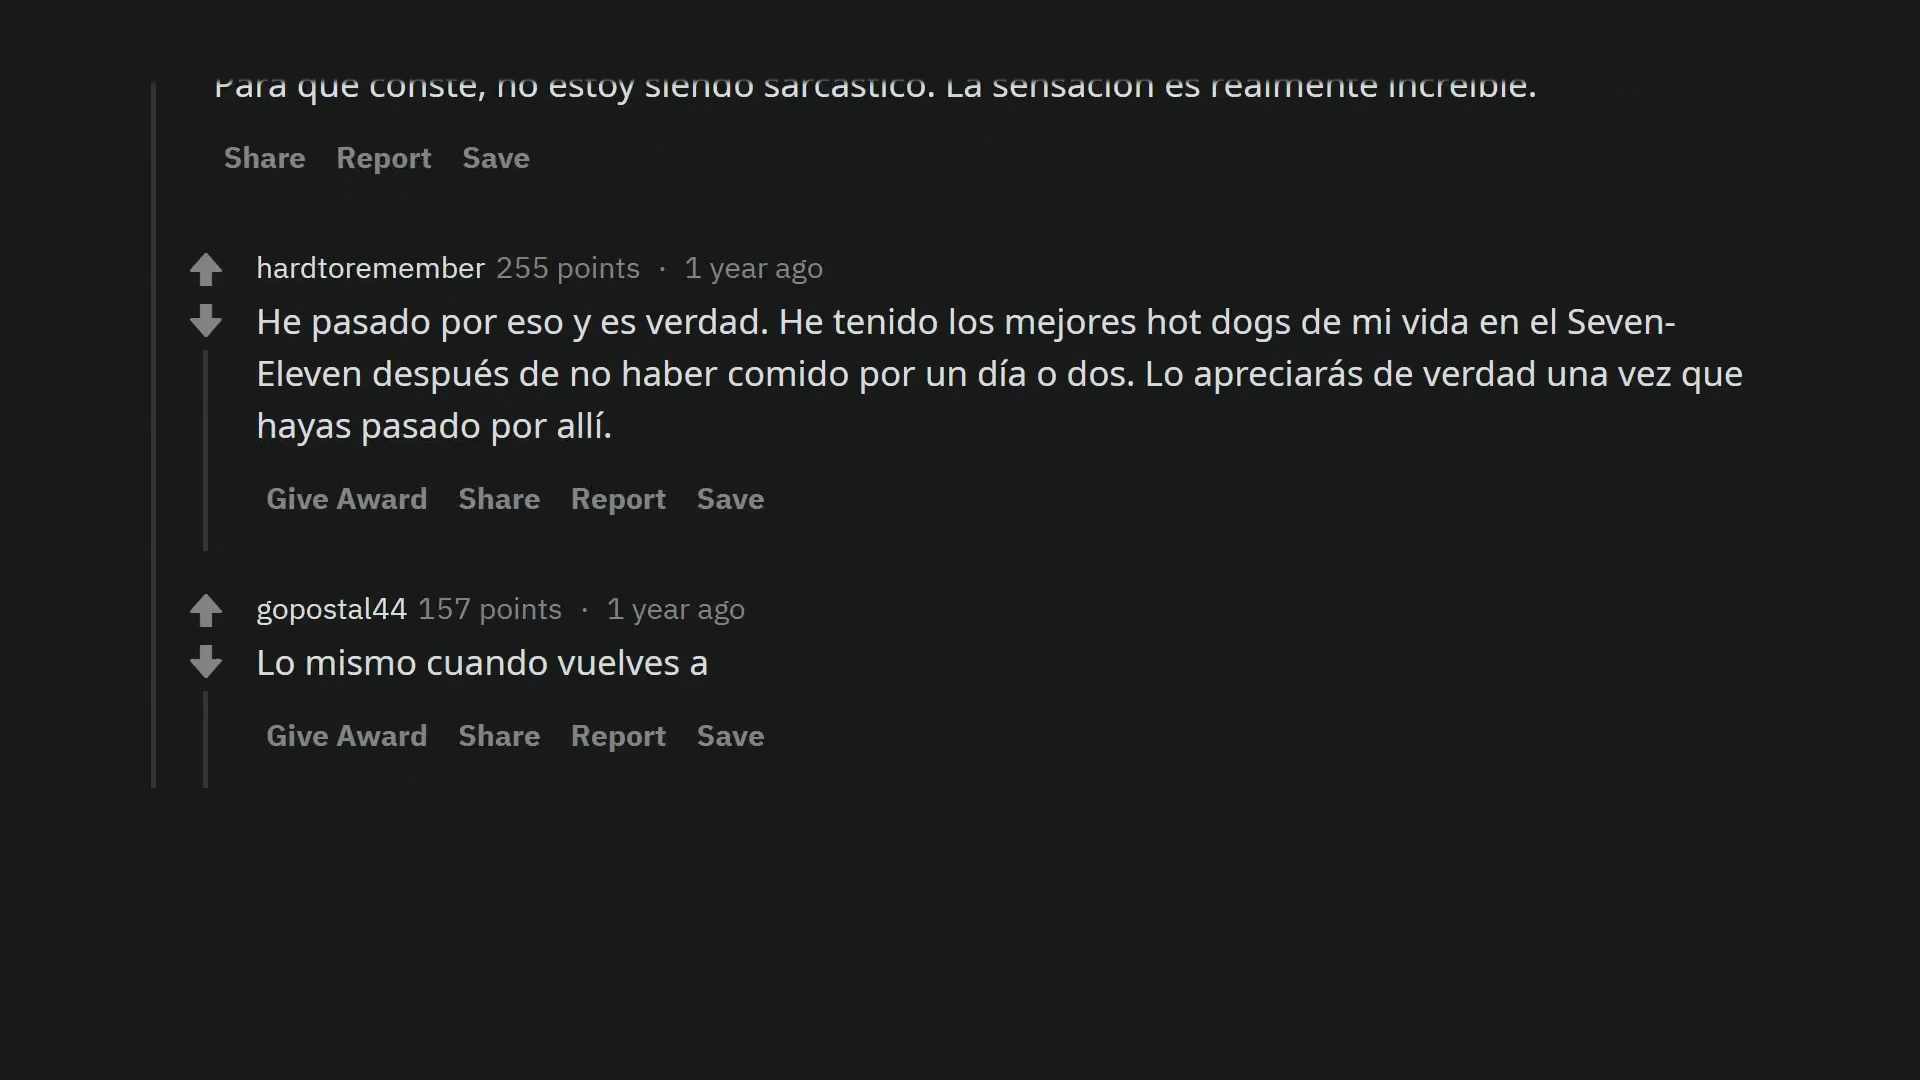 Para que conste, no estoy siendo sarcástico. La sensación es realmente increíble.
Share Report Save
hardtoremember 255 points · 1 year ago
He pasado por eso y es verdad. He tenido los mejores hot dogs de mi vida en el Seven-
Eleven después de no haber comido por un día o dos. Lo apreciarás de verdad una vez que
hayas pasado por allí.
Give Award Share Report Save
gopostal44 157 points · 1 year ago
Lo mismo cuando vuelves a
Give Award Share Report Save